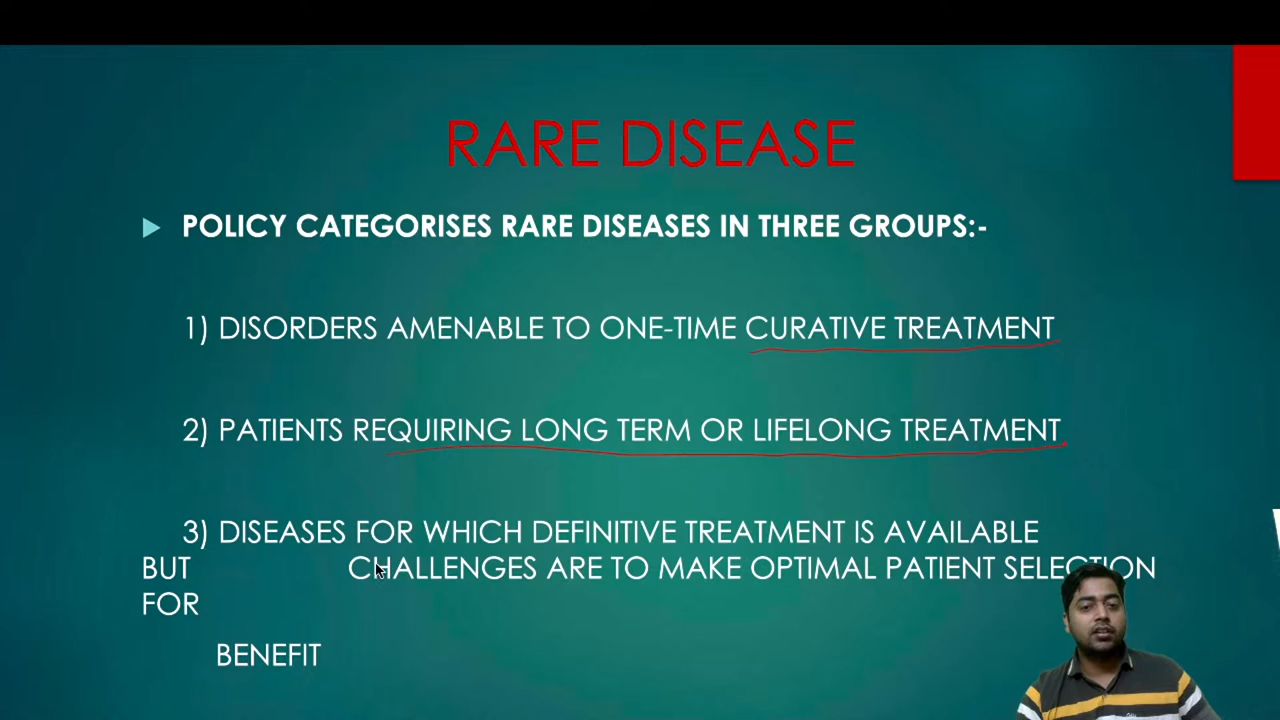 RARE DISEASE
POLICY CATEGORISES RARE DISEASES IN THREE GROUPS:-
1) DISORDERS AMENABLE TO ONE-TIME CURATIVE TREATMENT
2) PATIENTS REQUIRING LONG TERM OR LIFELONG TREATMENT
3) DISEASES FOR WHICH DEFINITIVE TREATMENT IS AVAILABLE
BUT CHALLENGES ARE TO MAKE OPTIMAL PATIENT SELECTION
FOR
BENEFIT